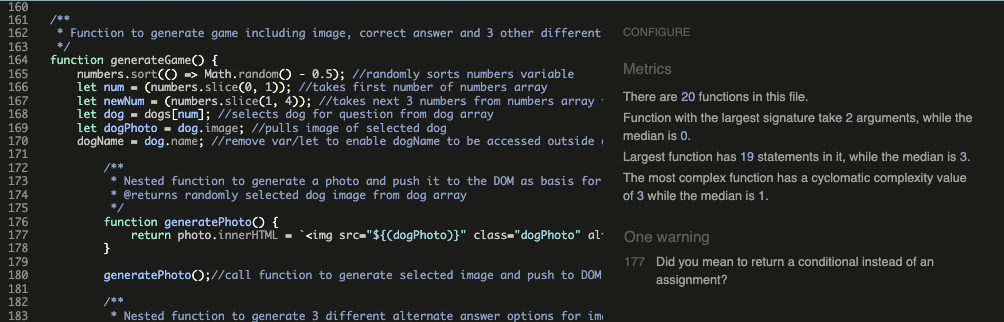 160
161 /**
162 * Function to generate game including image, correct answer and 3 other different
163 */
164 function generateGame() {
165 numbers.sort(() => Math.random() - 0.5); //randomly sorts numbers variable
166 let num = (numbers.slice(0, 1)); //takes first number of numbers array
167 let newNum = (numbers.slice(1, 4)); //takes next 3 numbers from numbers array
168 let dog = dogs[num]; //selects dog for question from dog array
169 let dogPhoto = dog.image; //pulls image of selected dog
170 dogName = dog.name; //remove var/let to enable dogName to be accessed outside
171
172 /**
173 * Nested function to generate a photo and push it to the DOM as basis for
174 * @returns randomly selected dog image from dog array
175 */
176 function generatePhoto() {
177 return photo.innerHTML = `<img src="${(dogPhoto)}" class="dogPhoto" al
178 }
179
180 generatePhoto();//call function to generate selected image and push to DOM
181
182 /**
183 * Nested function to generate 3 different alternate answer options for
CONFIGURE
Metrics
There are 20 functions in this file.
Function with the largest signature take 2 arguments, while the
median is 0.
Largest function has 19 statements in it, while the median is 3.
The most complex function has a cyclomatic complexity value
of 3 while the median is 1.
One warning
177 Did you mean to return a conditional instead of an
assignment?